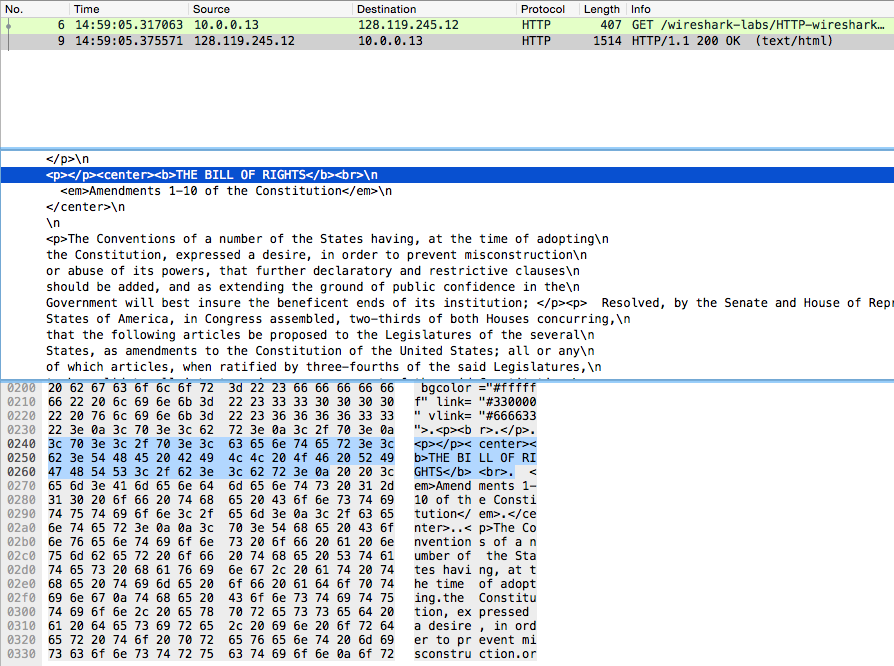 No. Time Source Destination Protocol Length Info
6 14:59:05.317063 10.0.0.13 128.119.245.12 HTTP 407 GET /wireshark-labs/HTTP-wireshark…
9 14:59:05.375571 128.119.245.12 10.0.0.13 HTTP 1514 HTTP/1.1 200 OK (text/html)
</p>\n
<p></p><center><b>THE BILL OF RIGHTS</b><br>\n
<em>Amendments 1-10 of the Constitution</em>\n
</center>\n
\n
<p>The Conventions of a number of the States having, at the time of adopting\n
the Constitution, expressed a desire, in order to prevent misconstruction\n
or abuse of its powers, that further declaratory and restrictive clauses\n
should be added, and as extending the ground of public confidence in the\n
Government will best insure the beneficent ends of its institution; </p><p>  Resolved, by the Senate and House of Repr
States of America, in Congress assembled, two-thirds of both Houses concurring,\n
that the following articles be proposed to the Legislatures of the several\n
States, as amendments to the Constitution of the United States; all or any\n
of which articles, when ratified by three-fourths of the said Legislatures,\n
0200 20 62 67 63 6f 6c 6f 72 3d 22 23 66 66 66 66 66  bgcolor ="#fffff
0210 66 22 20 6c 69 6e 6b 3d 22 23 33 33 30 30 30 30 f" link= "#330000
0220 22 20 76 6c 69 6e 6b 3d 22 23 36 36 36 36 33 33 " vlink= "#666633
0230 22 3e 0a 3c 70 3e 3c 62 72 3e 0a 3c 2f 70 3e 0a ">.<p><b r>.</p>.
0240 3c 70 3e 3c 2f 70 3e 3c 63 65 6e 74 65 72 3e 3c <p></p>< center><
0250 62 3e 54 48 45 20 42 49 4c 4c 20 4f 46 20 52 49 b>THE BI LL OF RI
0260 47 48 54 53 3c 2f 62 3e 3c 62 72 3e 0a 20 20 3c GHTS</b> <br>.  <
0270 65 6d 3e 41 6d 65 6e 64 6d 65 6e 74 73 20 31 2d em>Amend ments 1-
0280 31 30 20 6f 66 20 74 68 65 20 43 6f 6e 73 74 69 10 of th e Consti
0290 74 75 74 69 6f 6e 3c 2f 65 6d 3e 0a 3c 2f 63 65 tution</ em>.</ce
02a0 6e 74 65 72 3e 0a 0a 3c 70 3e 54 68 65 20 43 6f nter>..< p>The Co
02b0 6e 76 65 6e 74 69 6f 6e 73 20 6f 66 20 61 20 6e nvention s of a n
02c0 75 6d 62 65 72 20 6f 66 20 74 68 65 20 53 74 61 umber of  the Sta
02d0 74 65 73 20 68 61 76 69 6e 67 2c 20 61 74 20 74 tes havi ng, at t
02e0 68 65 20 74 69 6d 65 20 6f 66 20 61 64 6f 70 74 he time  of adopt
02f0 69 6e 67 0a 74 68 65 20 43 6f 6e 73 74 69 74 75 ing.the  Constitu
0300 74 69 6f 6e 2c 20 65 78 70 72 65 73 73 65 64 20 tion, ex pressed 
0310 61 20 64 65 73 69 72 65 2c 20 69 6e 20 6f 72 64 a desire , in ord
0320 65 72 20 74 6f 20 70 72 65 76 65 6e 74 20 6d 69 er to pr event mi
0330 73 63 6f 6e 73 74 72 75 63 74 69 6f 6e 0a 6f 72 sconstru ction.or